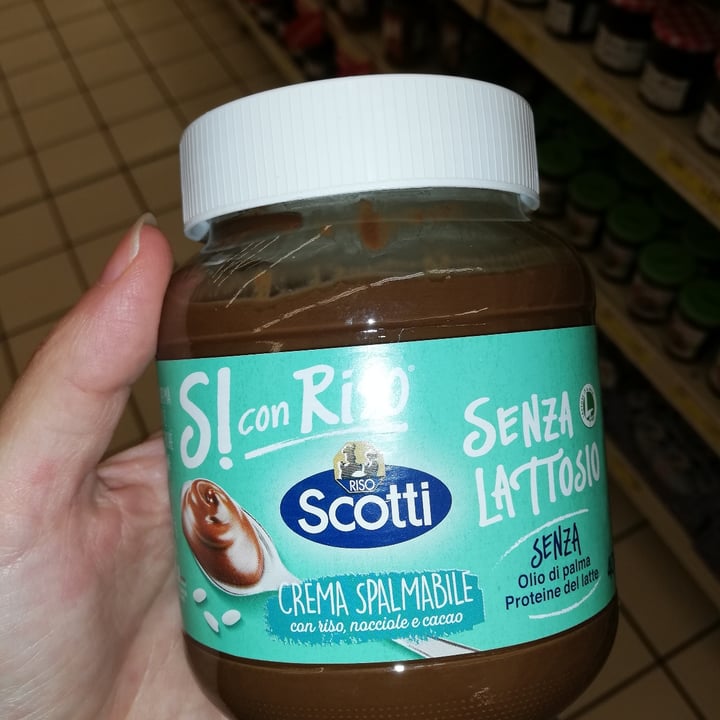 S! con Riso
SENZA
LATTOSIO
RISO
Scotti
SENZA
Olio di palma
Proteine del latte
CREMA SPALMABILE
con riso, nocciole e cacao